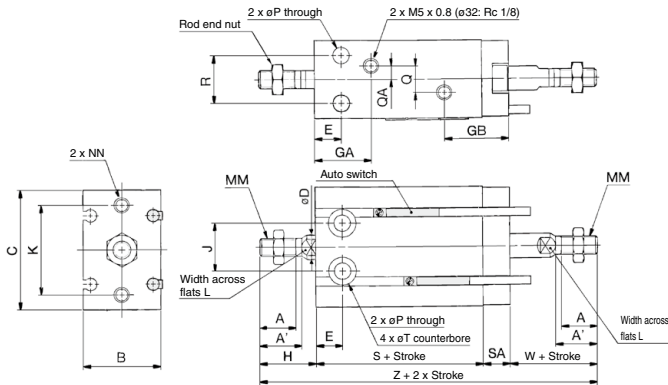 2 x øP through
2 x M5 x 0.8 (ø32: Rc 1/8)
Rod end nut
R
QA
Q
E
GA
GB
2 x NN
Auto switch
MM
øD
MM
C
K
J
Width across
flats L
Width across
flats L
B
A
A'
H
E
2 x øP through
4 x øT counterbore
A
A'
S + Stroke
SA
W + Stroke
Z + 2 x Stroke